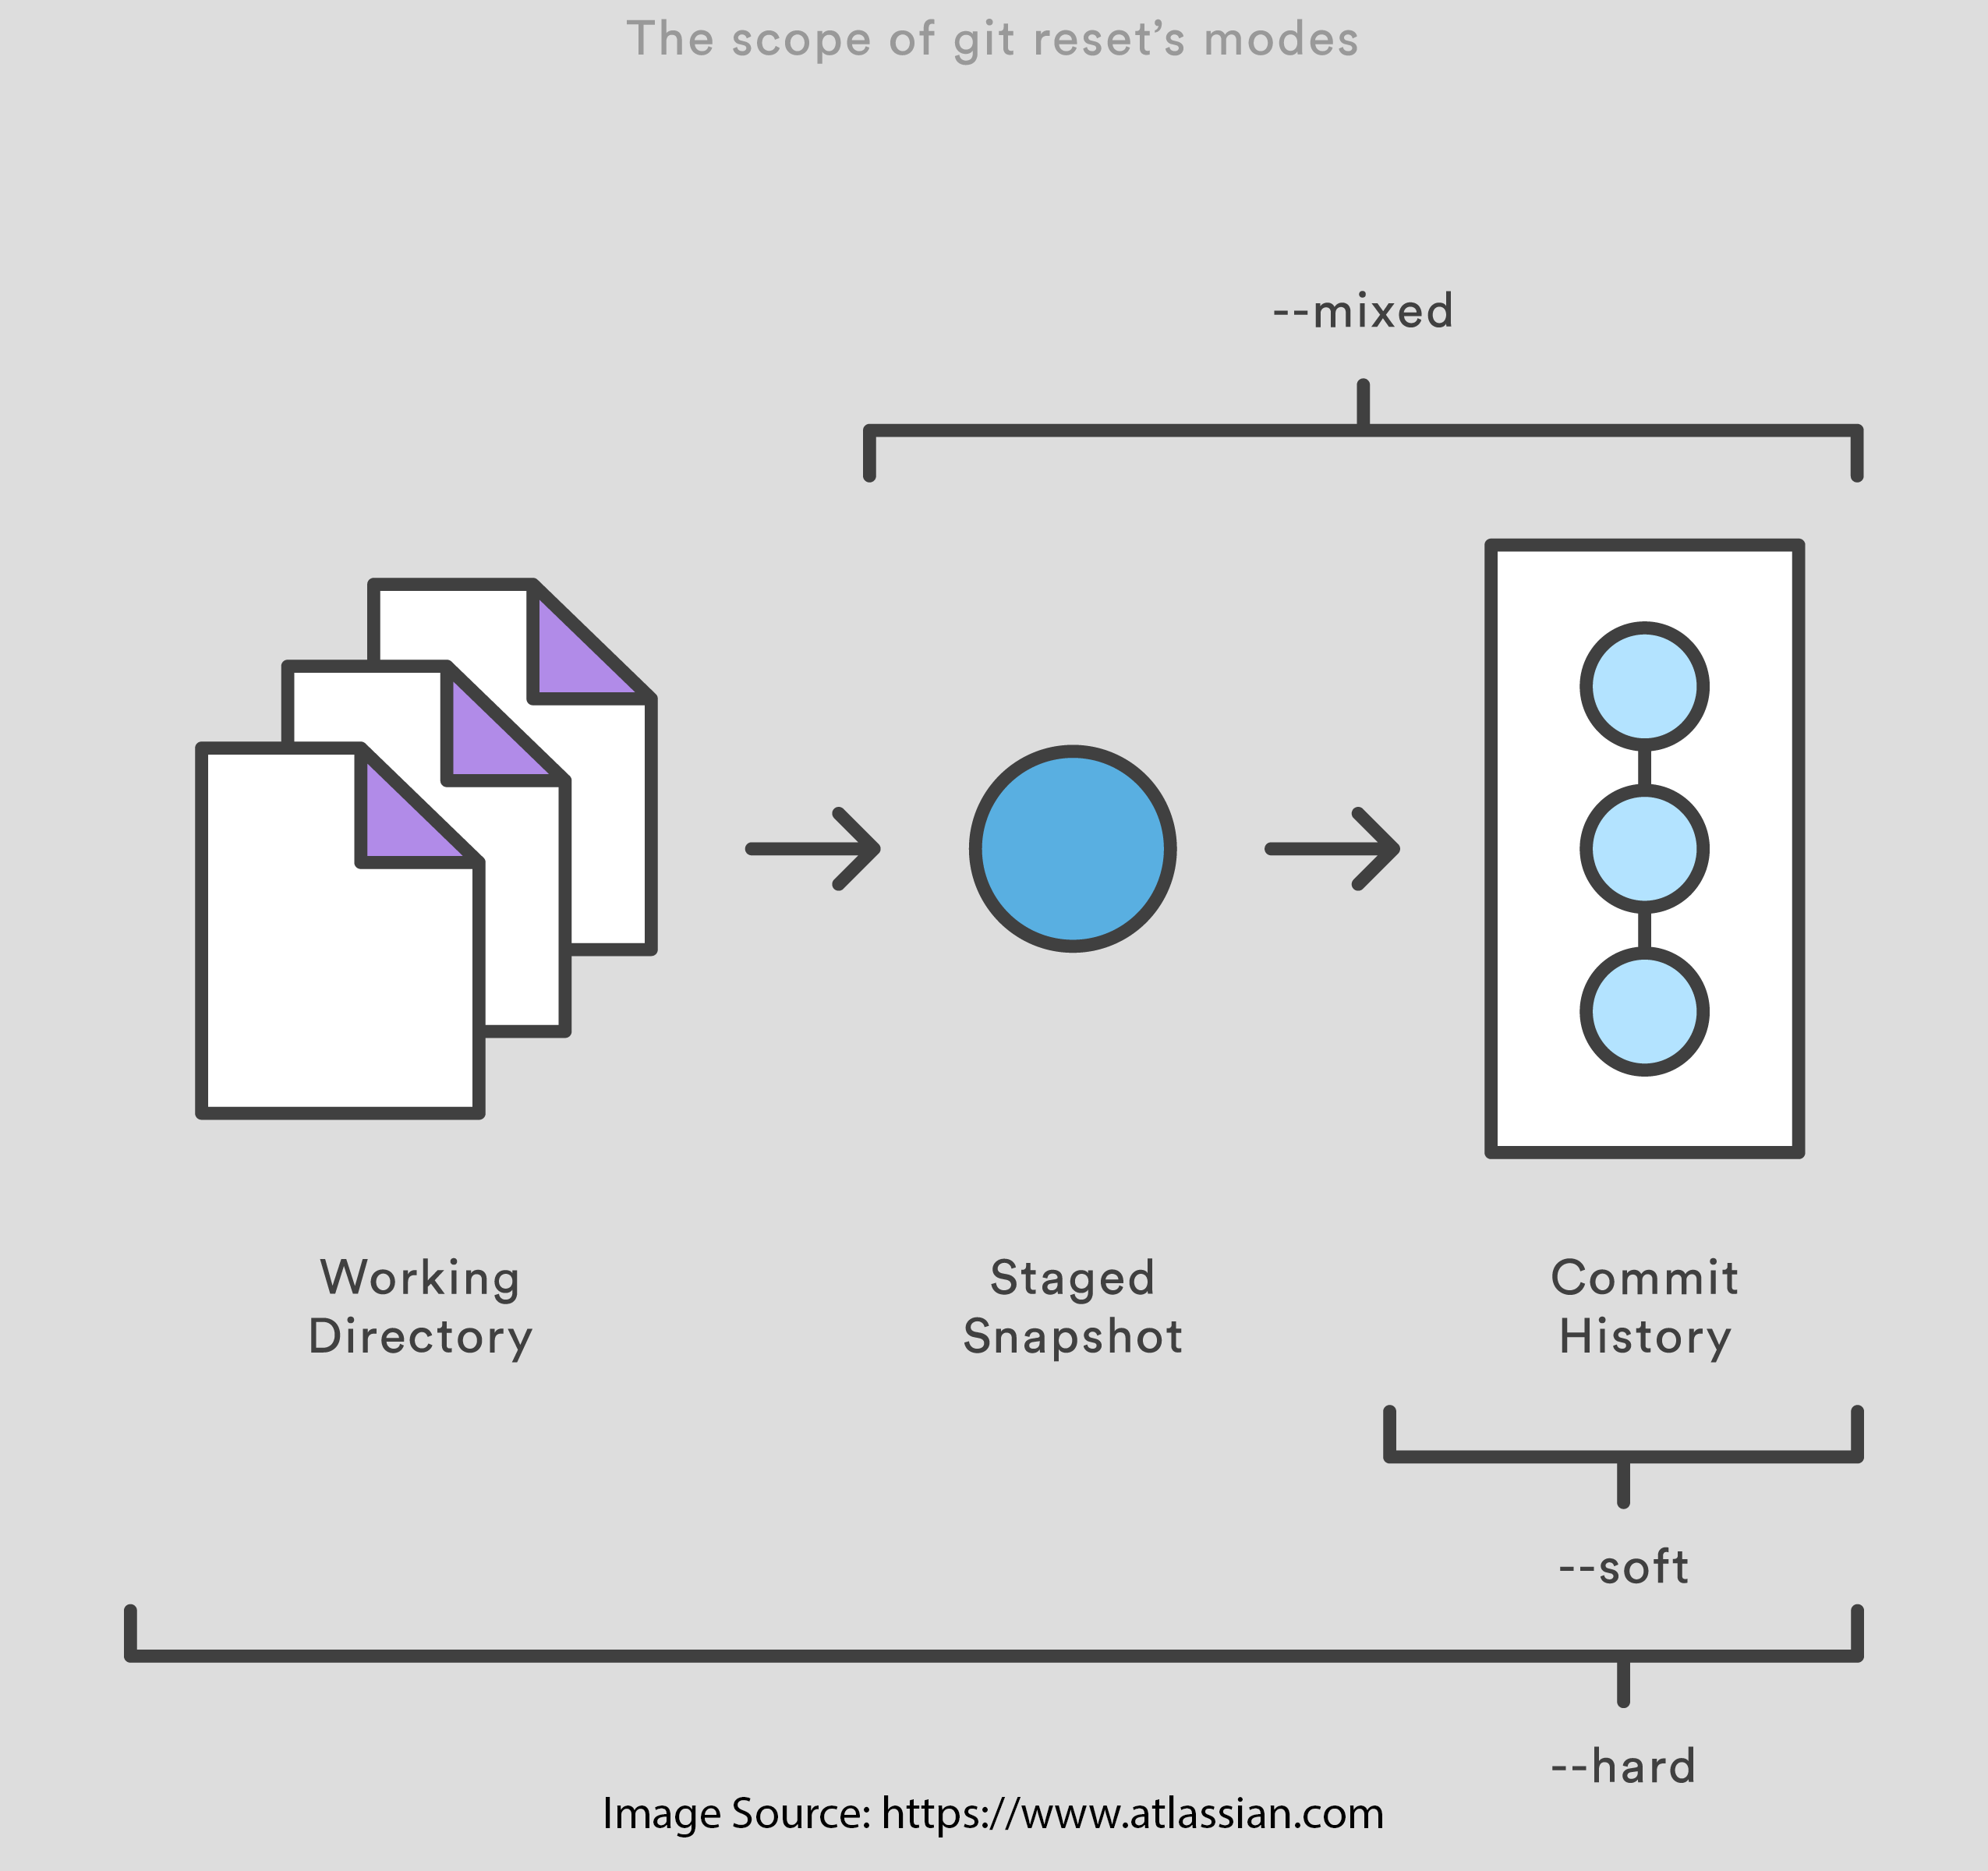 The scope of git reset’s modes
--mixed
Working
Directory
Staged
Snapshot
Commit
History
--soft
--hard
Image Source: https://www.atlassian.com